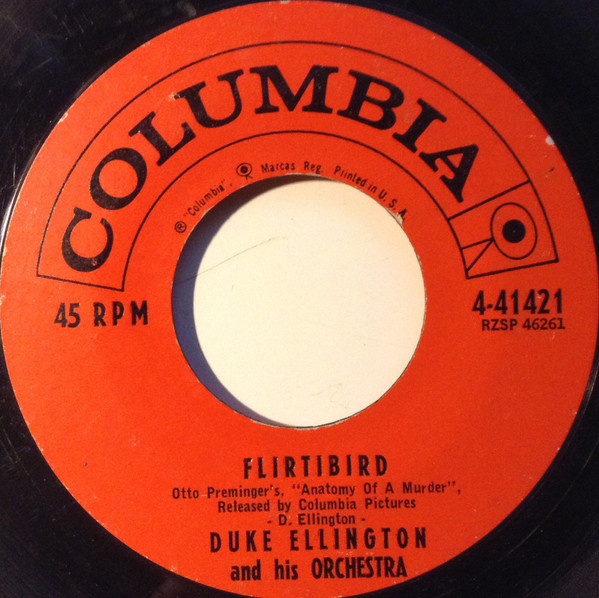 COLUMBIA
® "Columbia", Marcas Reg. Printed in U. S. A.
45 RPM
4-41421
RZSP 46261
FLIRTIBIRD
Otto Preminger's, "Anatomy Of A Murder",
Released by Columbia Pictures
- D. Ellington -
DUKE ELLINGTON
and his ORCHESTRA